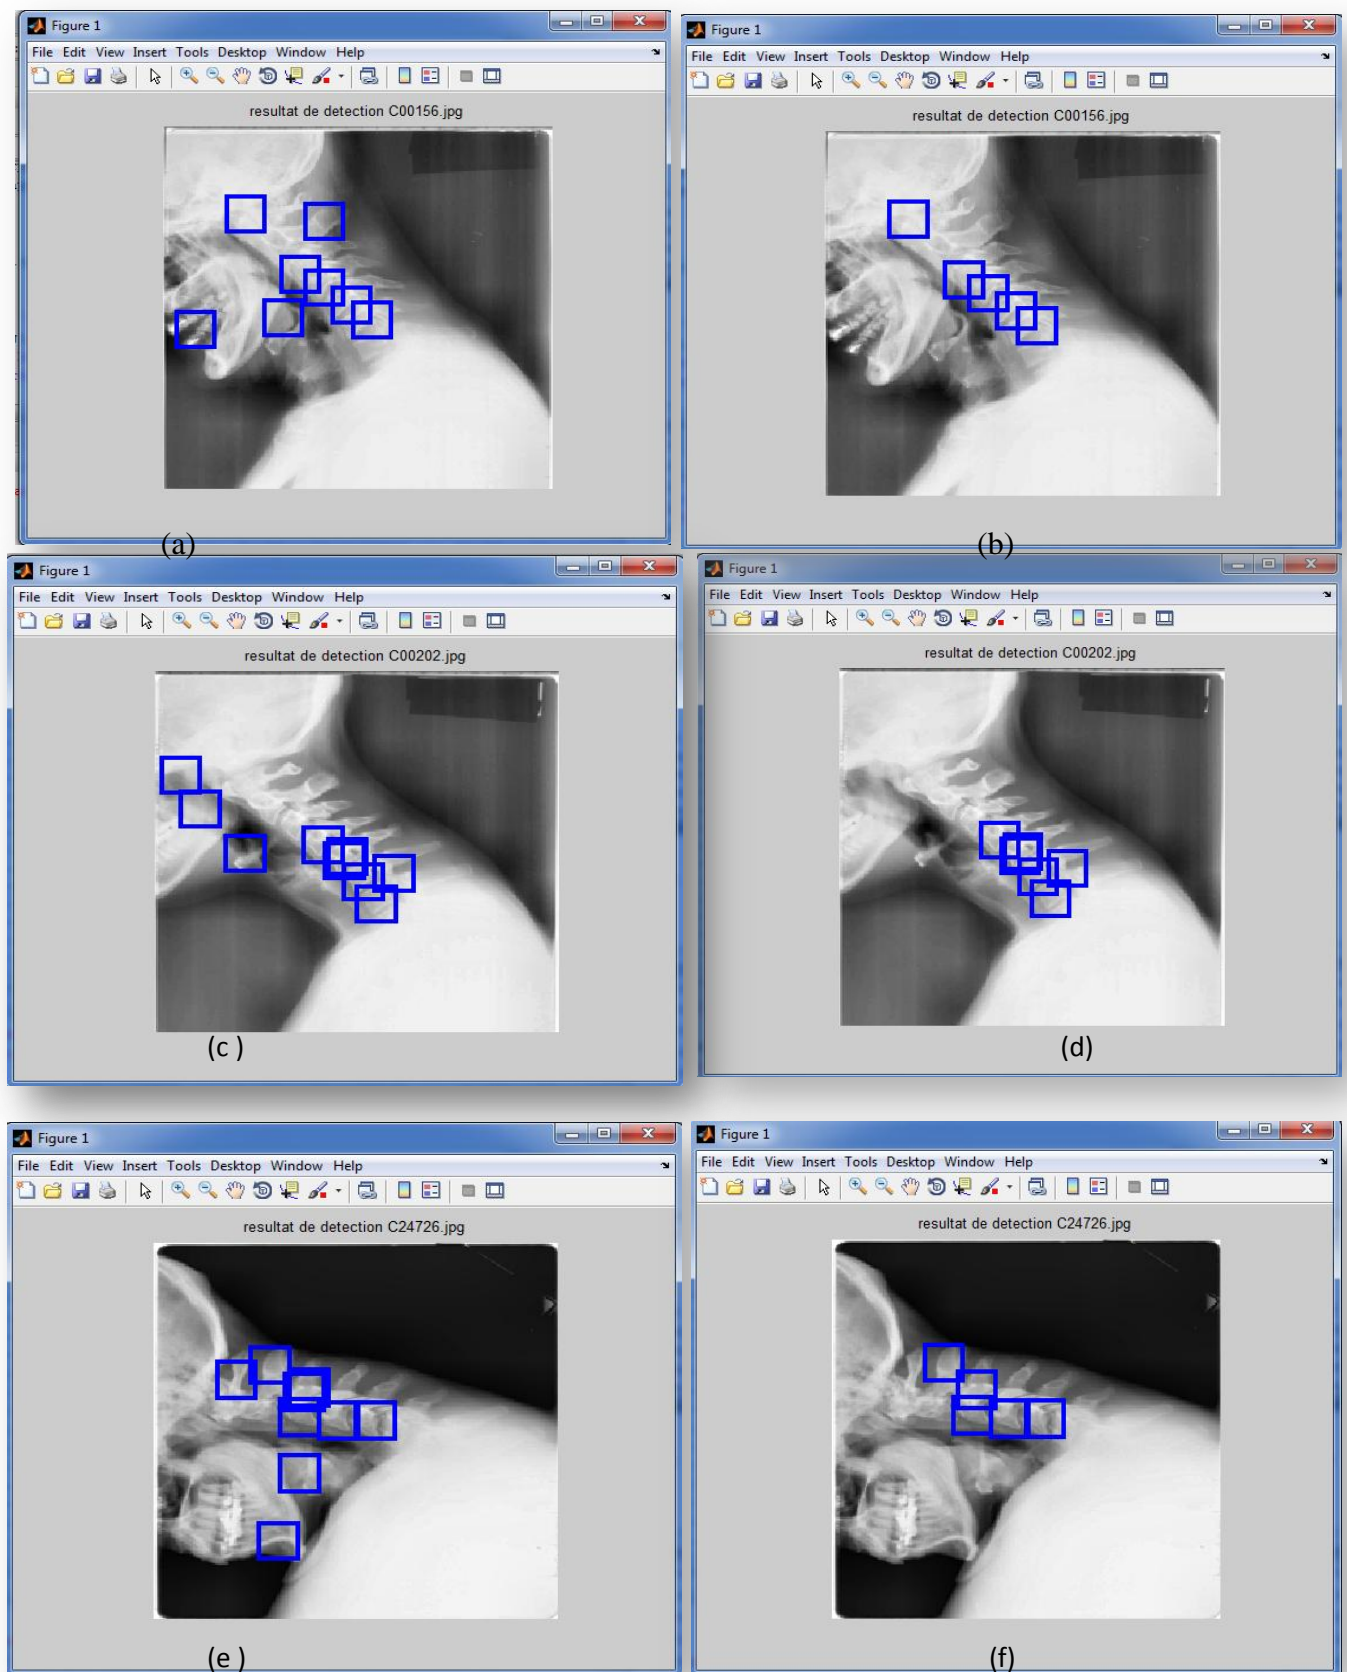 Figure 1
File Edit View Insert Tools Desktop Window Help
resultat de detection C00156.jpg
(a)
Figure 1
File Edit View Insert Tools Desktop Window Help
resultat de detection C00156.jpg
(b)
Figure 1
File Edit View Insert Tools Desktop Window Help
resultat de detection C00202.jpg
(c )
Figure 1
File Edit View Insert Tools Desktop Window Help
resultat de detection C00202.jpg
(d)
Figure 1
File Edit View Insert Tools Desktop Window Help
resultat de detection C24726.jpg
(e )
Figure 1
File Edit View Insert Tools Desktop Window Help
resultat de detection C24726.jpg
(f)